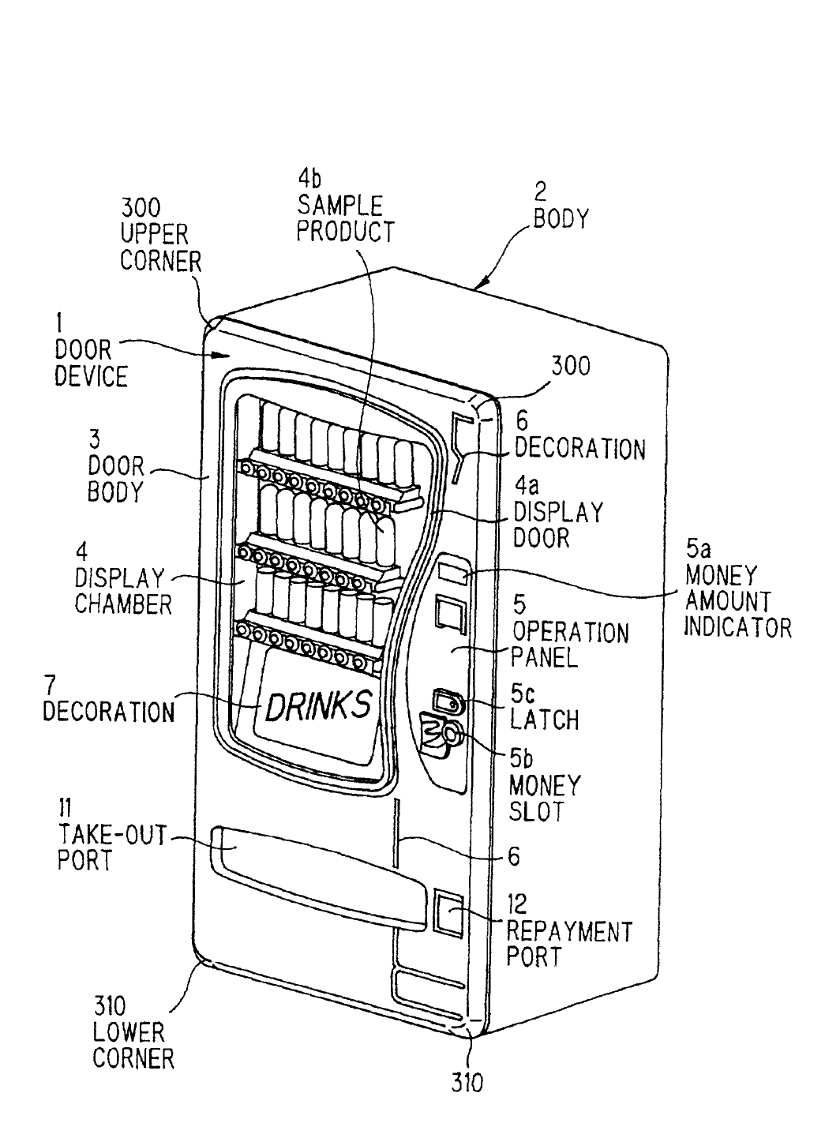 4b
SAMPLE
PRODUCT
2
BODY
300
UPPER
CORNER
1
DOOR
DEVICE
300
6
DECORATION
3
DOOR
BODY
4a
DISPLAY
DOOR
4
DISPLAY
CHAMBER
5a
MONEY
AMOUNT
INDICATOR
5
OPERATION
PANEL
7
DECORATION
DRINKS
5c
LATCH
5b
MONEY
SLOT
11
TAKE-OUT
PORT
6
12
REPAYMENT
PORT
310
LOWER
CORNER
310